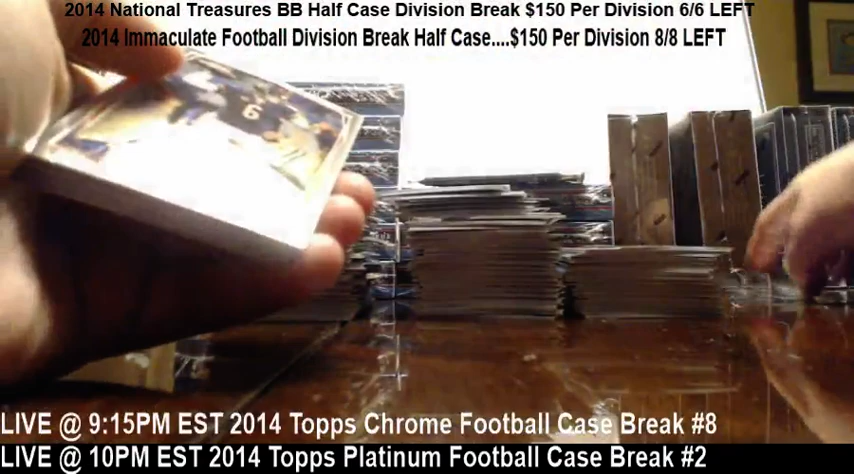 2014 National Treasures BB Half Case Division Break $150 Per Division 6/6 LEFT
2014 Immaculate Football Division Break Half Case....$150 Per Division 8/8 LEFT
6
LIVE @ 9:15PM EST 2014 Topps Chrome Football Case Break #8
LIVE @ 10PM EST 2014 Topps Platinum Football Case Break #2